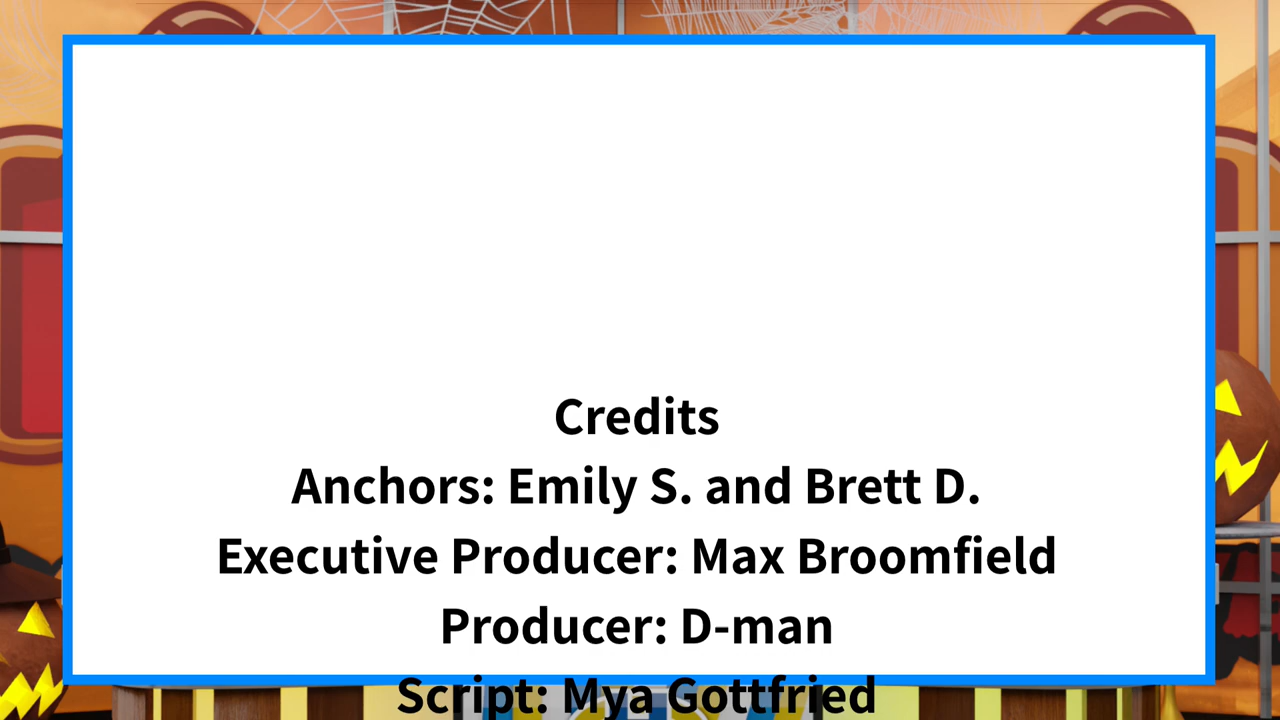 Credits
Anchors: Emily S. and Brett D.
Executive Producer: Max Broomfield
Producer: D-man
Script: Mya Gottfried